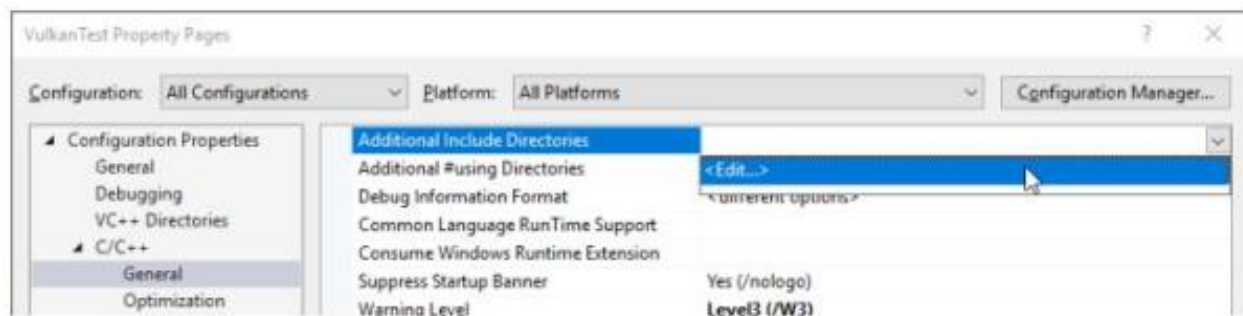 VulkanTest Property Pages ?
Configuration: All Configurations Platform: All Platforms Configuration Manager...
Configuration Properties
General
Debugging
VC++ Directories
C/C++
General
Optimization
Additional Include Directories
Additional #using Directories <Edit...>
Debug Information Format <different options>
Common Language RunTime Support
Consume Windows Runtime Extension
Suppress Startup Banner Yes (/nologo)
Warning Level Level3 (/W3)